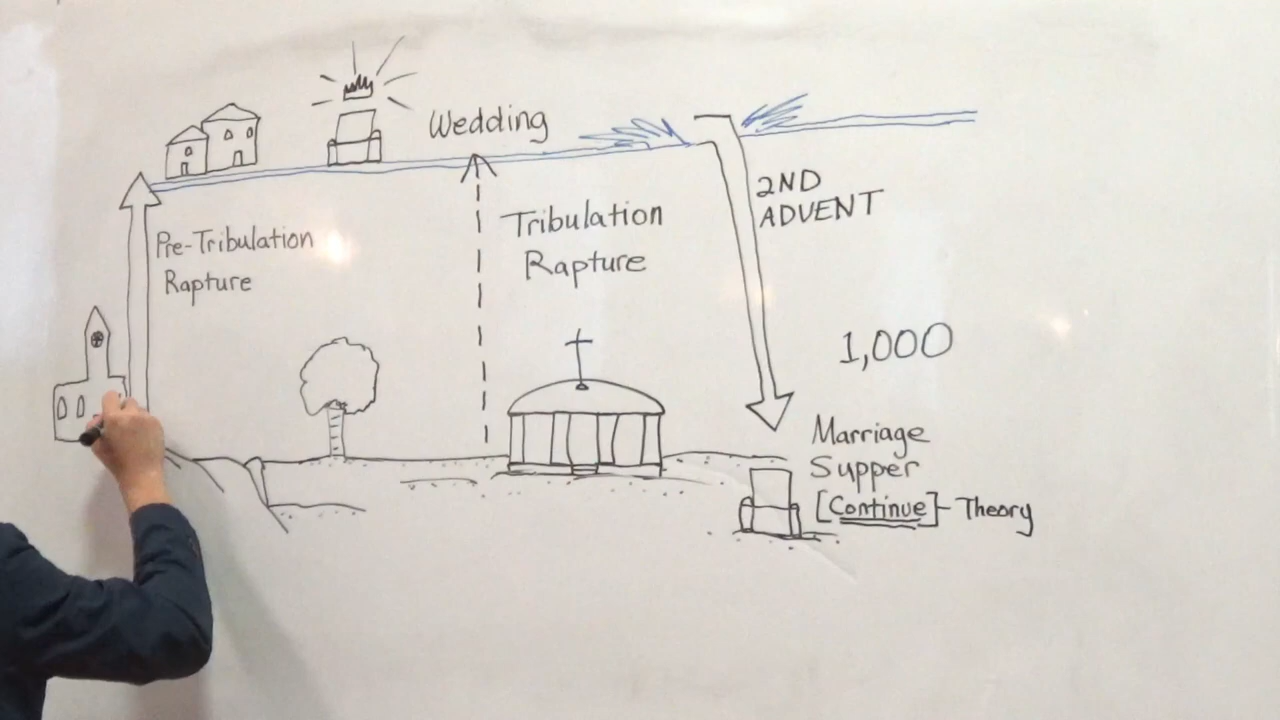 Wedding
Pre-Tribulation
Rapture
Tribulation
Rapture
2ND
ADVENT
1,000
Marriage
Supper
[Continue]- Theory